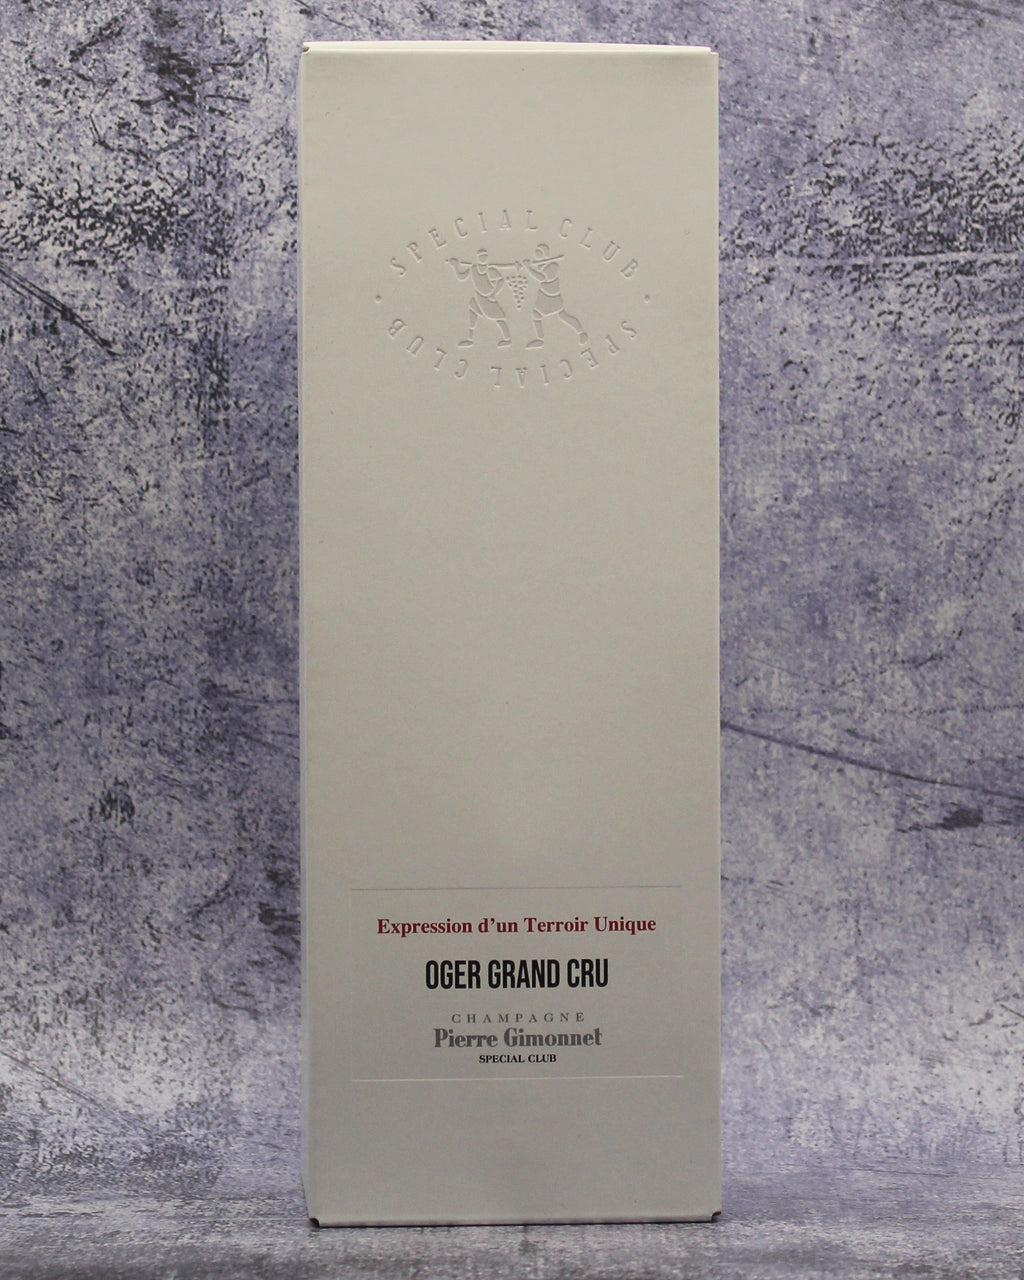 SPECIAL CLUB
SPECIAL CLUB
Expression d'un Terroir Unique
OGER GRAND CRU
CHAMPAGNE
Pierre Gimonnet
SPECIAL CLUB